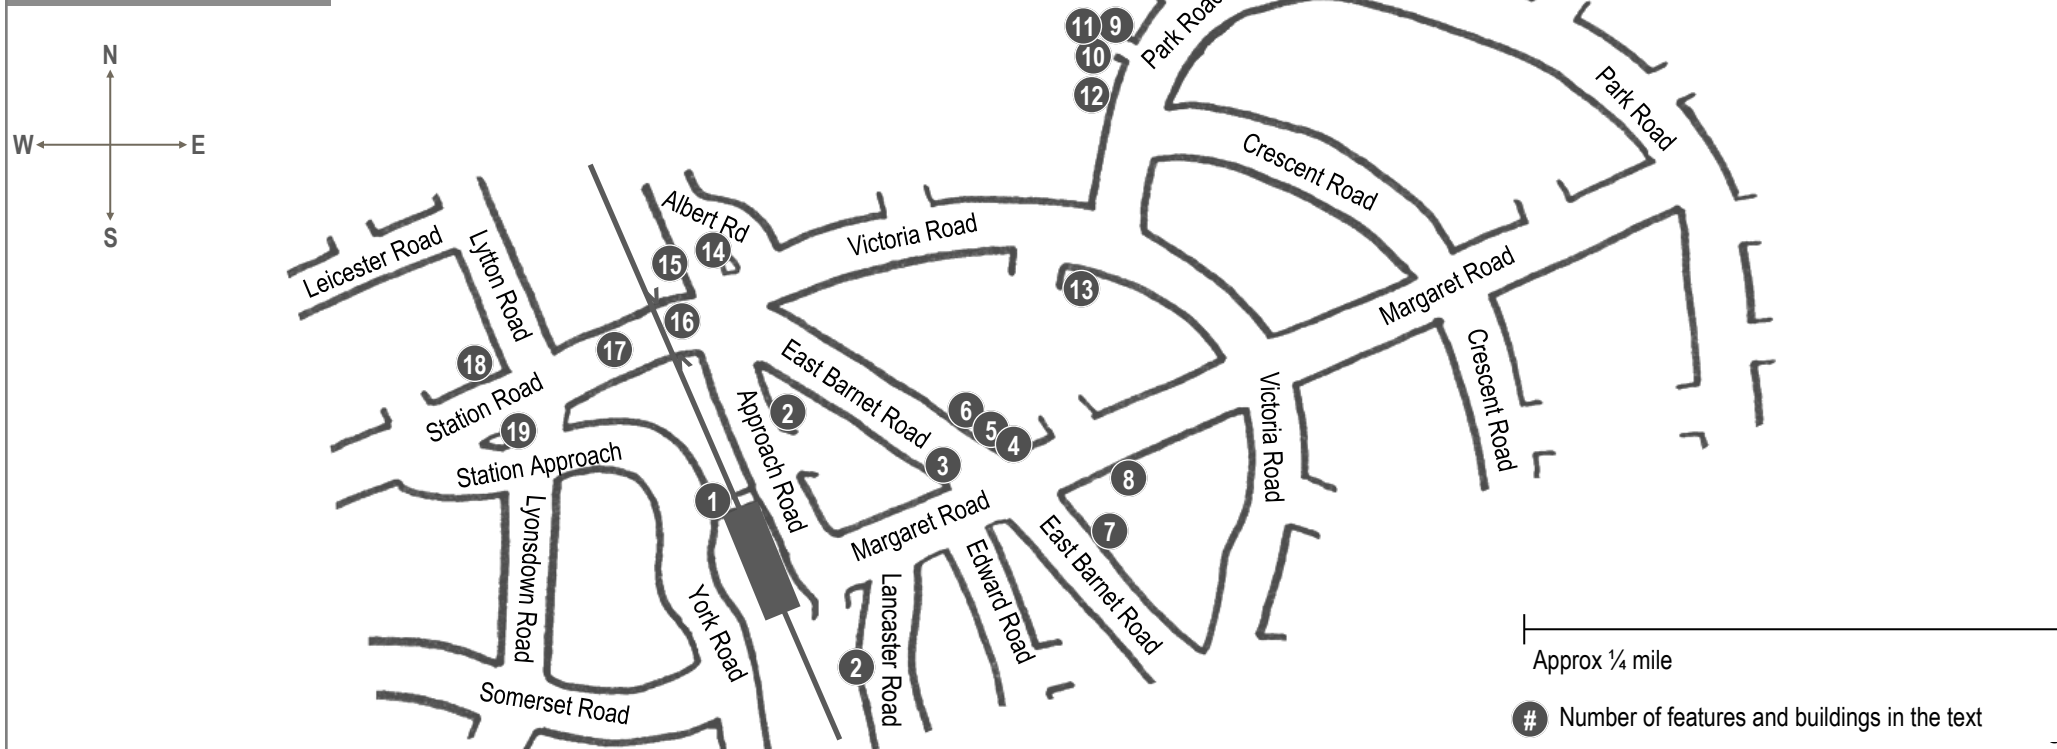 N
W
E
S
11
9
10
12
Park Road
Park Road
Crescent Road
Albert Rd
Victoria Road
14
15
13
Leicester Road
Lytton Road
Margaret Road
16
17
18
East Barnet Road
Crescent Road
Station Road
Approach Road
2
Victoria Road
6
5
4
19
Station Approach
3
8
1
Lyonsdown Road
Margaret Road
7
East Barnet Road
Edward Road
York Road
Lancaster Road
2
Somerset Road
Approx ¼ mile
# Number of features and buildings in the text